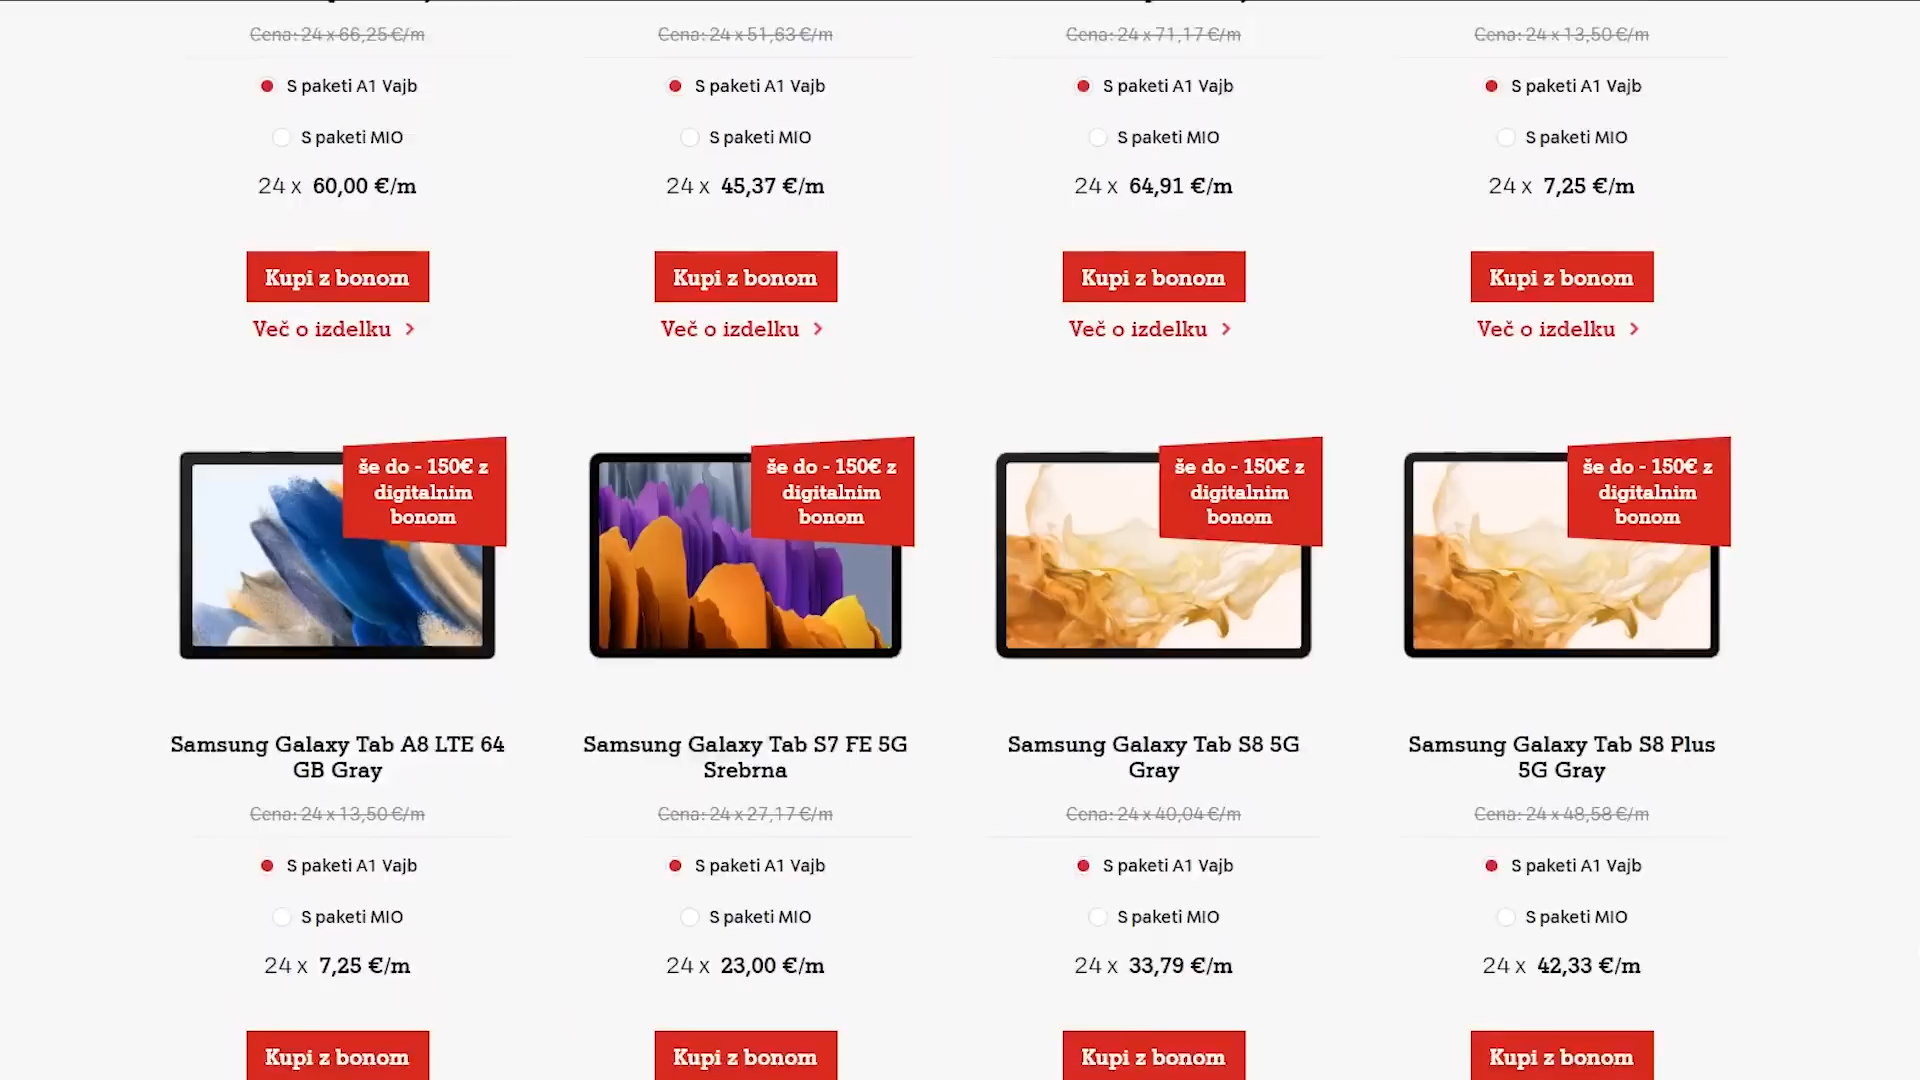 Cena: 24 x 66,25 €/m
Cena: 24 x 51,63 €/m
Cena: 24 x 71,17 €/m
Cena: 24 x 13,50 €/m
S paketi A1 Vajb
S paketi A1 Vajb
S paketi A1 Vajb
S paketi A1 Vajb
S paketi MIO
S paketi MIO
S paketi MIO
S paketi MIO
24 x 60,00 €/m
24 x 45,37 €/m
24 x 64,91 €/m
24 x 7,25 €/m
Kupi z bonom
Kupi z bonom
Kupi z bonom
Kupi z bonom
Več o izdelku
Več o izdelku
Več o izdelku
Več o izdelku
še do - 150€ z
digitalnim
bonom
še do - 150€ z
digitalnim
bonom
še do - 150€ z
digitalnim
bonom
še do - 150€ z
digitalnim
bonom
Samsung Galaxy Tab A8 LTE 64
GB Gray
Samsung Galaxy Tab S7 FE 5G
Srebrna
Samsung Galaxy Tab S8 5G
Gray
Samsung Galaxy Tab S8 Plus
5G Gray
Cena: 24 x 13,50 €/m
Cena: 24 x 27,17 €/m
Cena: 24 x 40,04 €/m
Cena: 24 x 48,58 €/m
S paketi A1 Vajb
S paketi A1 Vajb
S paketi A1 Vajb
S paketi A1 Vajb
S paketi MIO
S paketi MIO
S paketi MIO
S paketi MIO
24 x 7,25 €/m
24 x 23,00 €/m
24 x 33,79 €/m
24 x 42,33 €/m
Kupi z bonom
Kupi z bonom
Kupi z bonom
Kupi z bonom